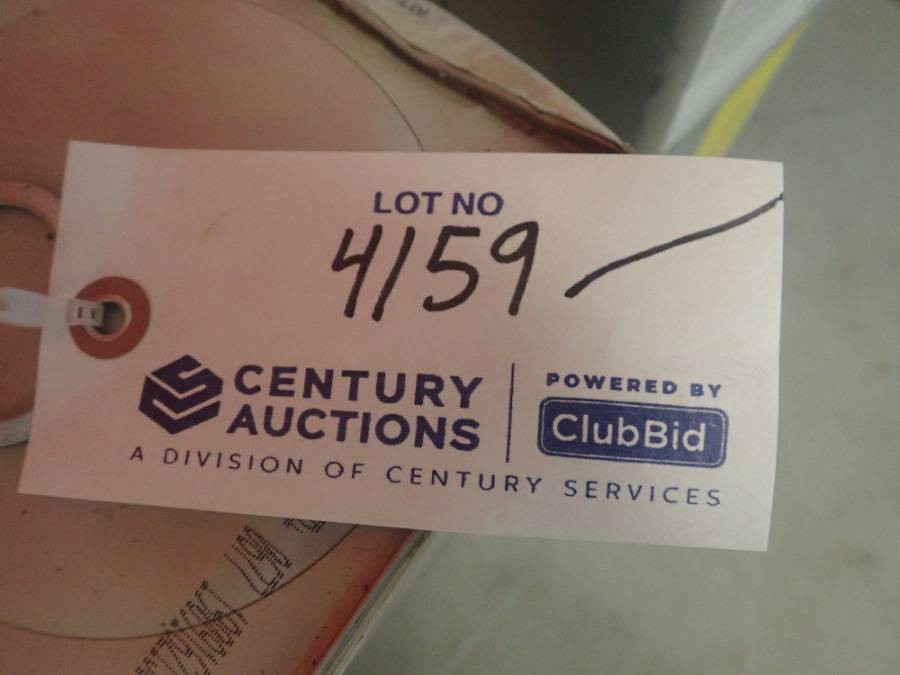 LOT NO
4159
CENTURY
AUCTIONS
A DIVISION OF CENTURY SERVICES
POWERED BY
ClubBid